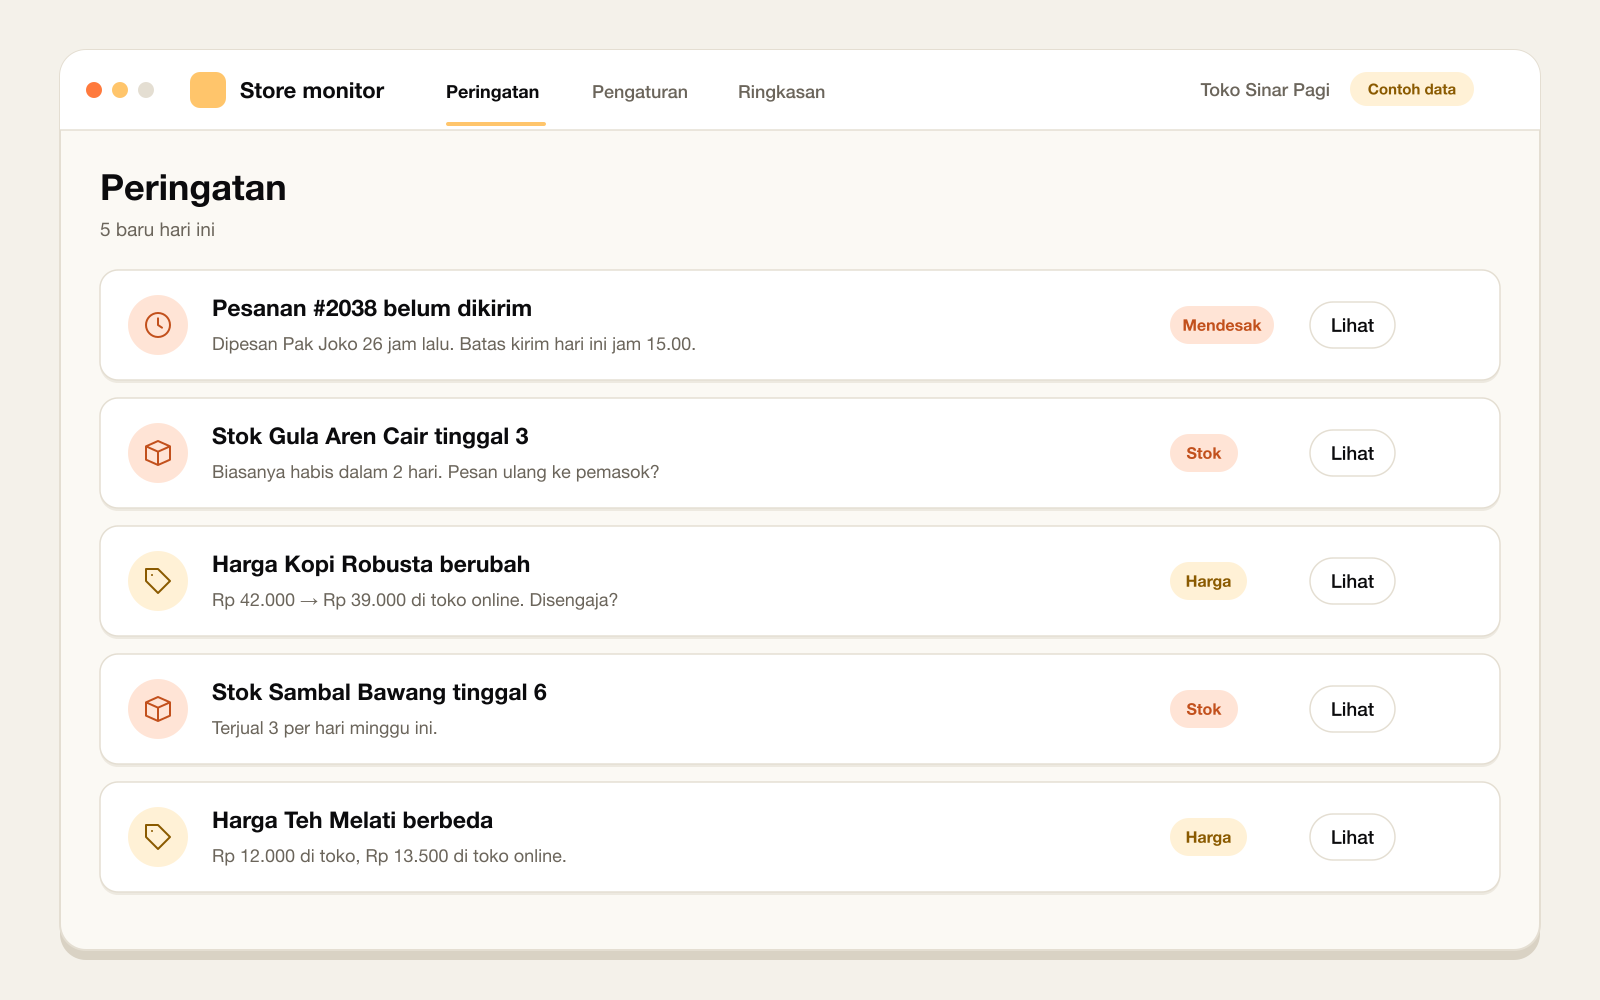 Store monitor
Peringatan
Pengaturan
Ringkasan
Toko Sinar Pagi
Contoh data
Peringatan
5 baru hari ini
Pesanan #2038 belum dikirim
Dipesan Pak Joko 26 jam lalu. Batas kirim hari ini jam 15.00.
Mendesak
Lihat
Stok Gula Aren Cair tinggal 3
Biasanya habis dalam 2 hari. Pesan ulang ke pemasok?
Stok
Lihat
Harga Kopi Robusta berubah
Rp 42.000 → Rp 39.000 di toko online. Disengaja?
Harga
Lihat
Stok Sambal Bawang tinggal 6
Terjual 3 per hari minggu ini.
Stok
Lihat
Harga Teh Melati berbeda
Rp 12.000 di toko, Rp 13.500 di toko online.
Harga
Lihat